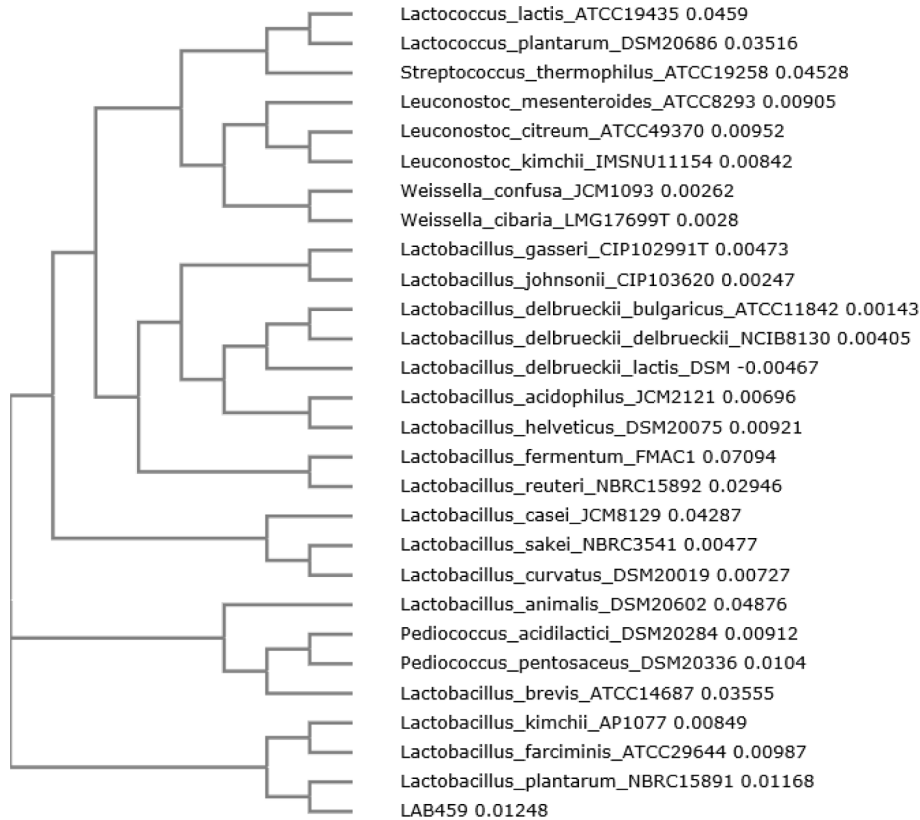 Lactococcus_lactis_ATCC19435 0.0459
Lactococcus_plantarum_DSM20686 0.03516
Streptococcus_thermophilus_ATCC19258 0.04528
Leuconostoc_mesenteroides_ATCC8293 0.00905
Leuconostoc_citreum_ATCC49370 0.00952
Leuconostoc_kimchii_IMSNU11154 0.00842
Weissella_confusa_JCM1093 0.00262
Weissella_cibaria_LMG17699T 0.0028
Lactobacillus_gasseri_CIP102991T 0.00473
Lactobacillus_johnsonii_CIP103620 0.00247
Lactobacillus_delbrueckii_bulgaricus_ATCC11842 0.00143
Lactobacillus_delbrueckii_delbrueckii_NCIB8130 0.00405
Lactobacillus_delbrueckii_lactis_DSM -0.00467
Lactobacillus_acidophilus_JCM2121 0.00696
Lactobacillus_helveticus_DSM20075 0.00921
Lactobacillus_fermentum_FMAC1 0.07094
Lactobacillus_reuteri_NBRC15892 0.02946
Lactobacillus_casei_JCM8129 0.04287
Lactobacillus_sakei_NBRC3541 0.00477
Lactobacillus_curvatus_DSM20019 0.00727
Lactobacillus_animalis_DSM20602 0.04876
Pediococcus_acidilactici_DSM20284 0.00912
Pediococcus_pentosaceus_DSM20336 0.0104
Lactobacillus_brevis_ATCC14687 0.03555
Lactobacillus_kimchii_AP1077 0.00849
Lactobacillus_farciminis_ATCC29644 0.00987
Lactobacillus_plantarum_NBRC15891 0.01168
LAB459 0.01248